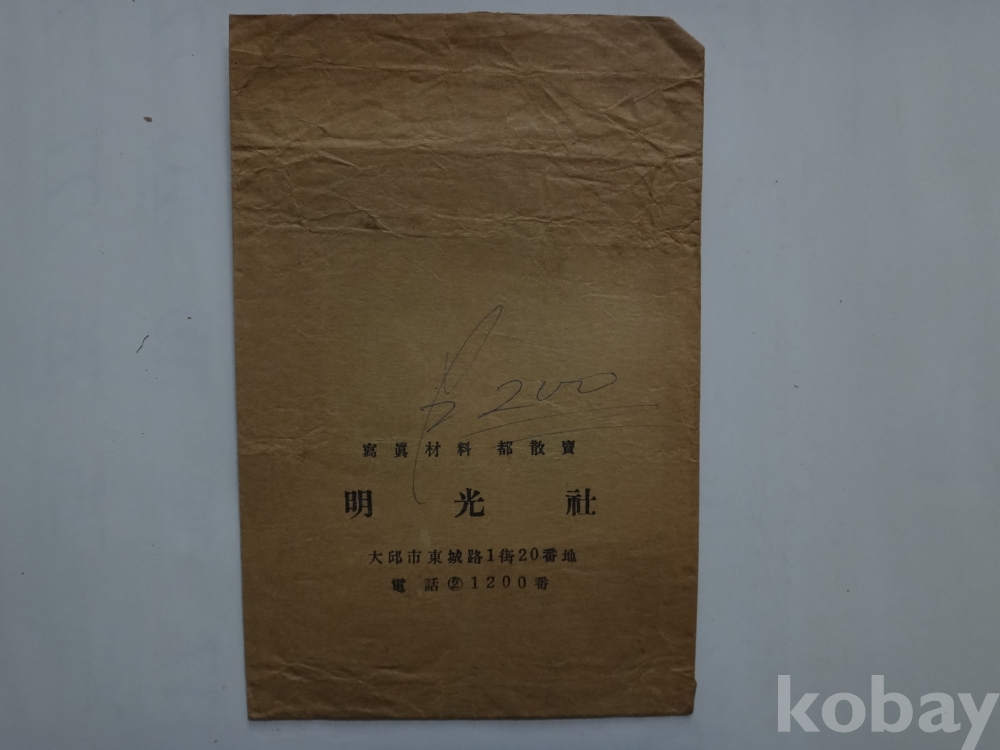 200
寫眞材料 都散賣
明光社
大邱市東城路1街20番地
電話②1200番
kobay